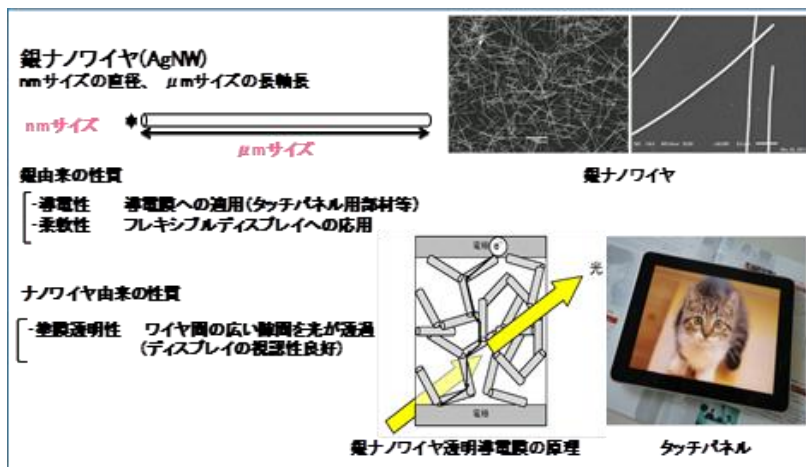 銀ナノワイヤ(AgNW)
nmサイズの直径、 μmサイズの長軸長
nmサイズ
μmサイズ
銀ナノワイヤ
銀由来の性質
-導電性 導電膜への適用(タッチパネル用部材等)
-柔軟性 フレキシブルディスプレイへの応用
ナノワイヤ由来の性質
-塗膜透明性 ワイヤ間の広い隙間を光が透過
(ディスプレイの視認性良好)
電極
e⁻
光
電極
銀ナノワイヤ透明導電膜の原理
タッチパネル